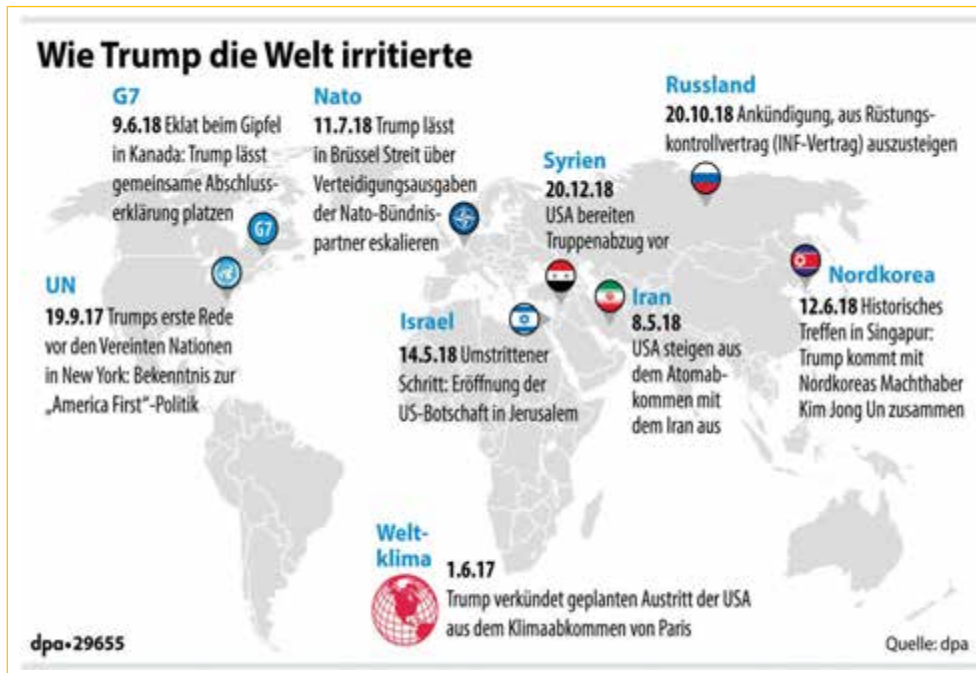 Wie Trump die Welt irritierte
G7
9.6.18 Eklat beim Gipfel
in Kanada: Trump lässt
gemeinsame Abschluss-
erklärung platzen
Nato
11.7.18 Trump lässt
in Brüssel Streit über
Verteidigungsausgaben
der Nato-Bündnis-
partner eskalieren
Russland
20.10.18 Ankündigung, aus Rüstungs-
kontrollvertrag (INF-Vertrag) auszusteigen
Syrien
20.12.18
USA bereiten
Truppenabzug vor
G7
UN
19.9.17 Trumps erste Rede
vor den Vereinten Nationen
in New York: Bekenntnis zur
„America First“-Politik
Israel
14.5.18 Umstrittener
Schritt: Eröffnung der
US-Botschaft in Jerusalem
Iran
8.5.18
USA steigen aus
dem Atomab-
kommen mit
dem Iran aus
Nordkorea
12.6.18 Historisches
Treffen in Singapur:
Trump kommt mit
Nordkoreas Machthaber
Kim Jong Un zusammen
Welt-
klima
1.6.17
Trump verkündet geplanten Austritt der USA
aus dem Klimaabkommen von Paris
dpa•29655
Quelle: dpa